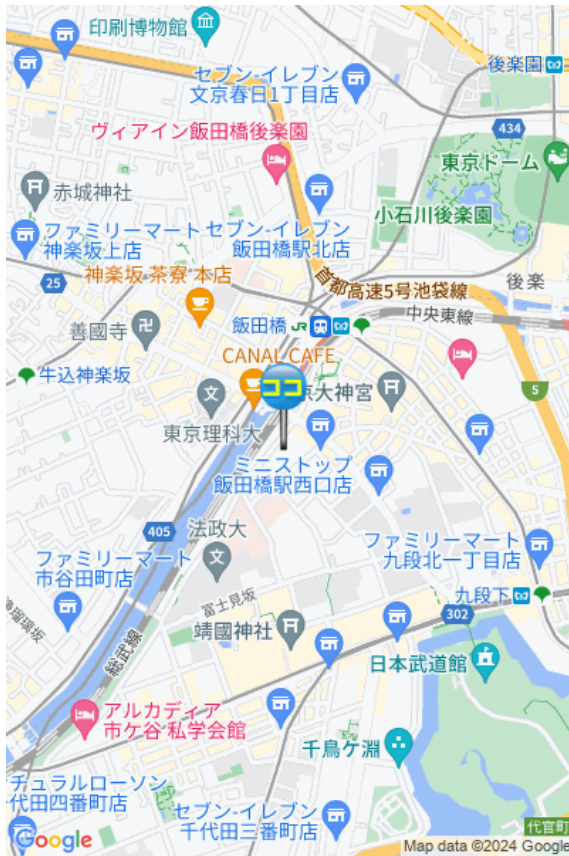 印刷博物館
セブン-イレブン
文京春日1丁目店
後楽園
ヴィアイン飯田橋後楽園
434
東京ドーム
赤城神社
小石川後楽園
ファミリーマート
神楽坂上店
セブン-イレブン
飯田橋駅北店
25
神楽坂 茶寮 本店
首都高速5号池袋線
後楽
中央東線
善國寺
飯田橋
JR
CANAL CAFE
牛込神楽坂
ココ
京大神宮
5
東京理科大
ミニストップ
飯田橋駅西口店
405
法政大
ファミリーマート
市谷田町店
ファミリーマート
九段北一丁目店
九段下
302
富士見坂
浄瑠璃坂
靖國神社
総武線
日本武道館
アルカディア
市ケ谷 私学会館
千鳥ケ淵
チュラルローソン
代田四番町店
セブン-イレブン
千代田三番町店
代官町
Google
Map data ©2024 Google